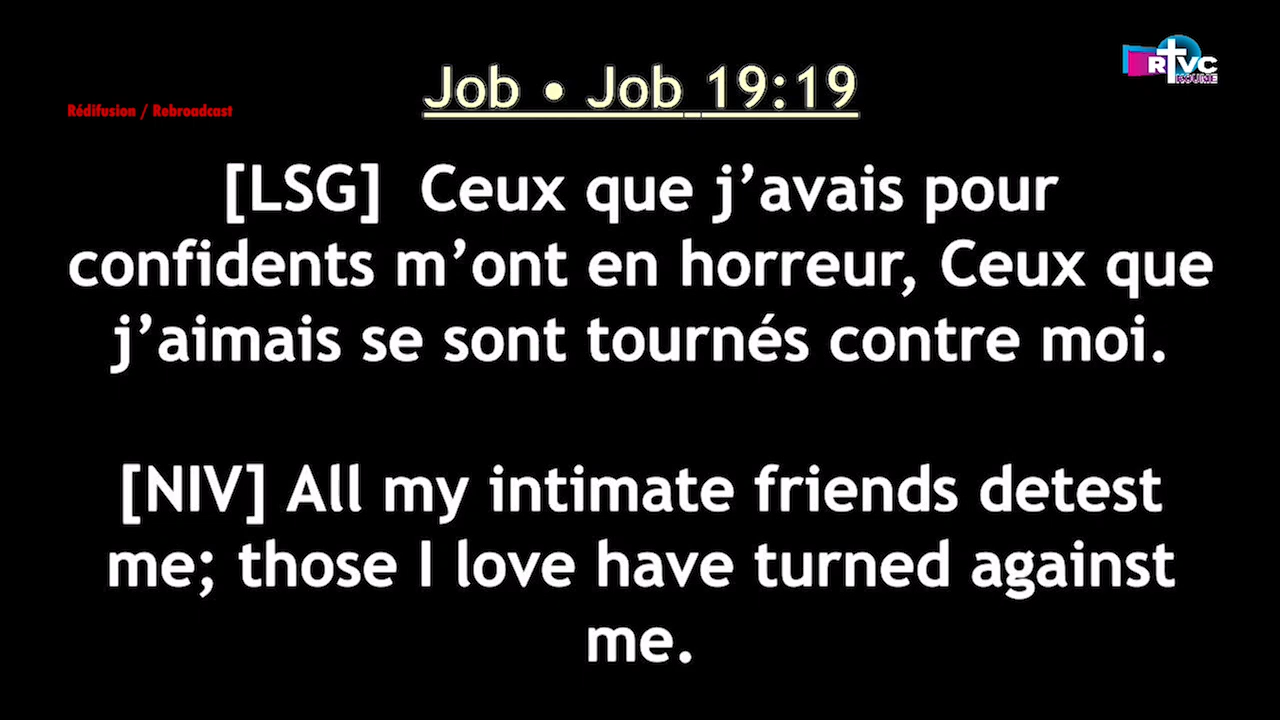 Job • Job 19:19
RTVC
Rédifusion / Rebroadcast
[LSG] Ceux que j’avais pour
confidents m’ont en horreur, Ceux que
j’aimais se sont tournés contre moi.
[NIV] All my intimate friends detest
me; those I love have turned against
me.